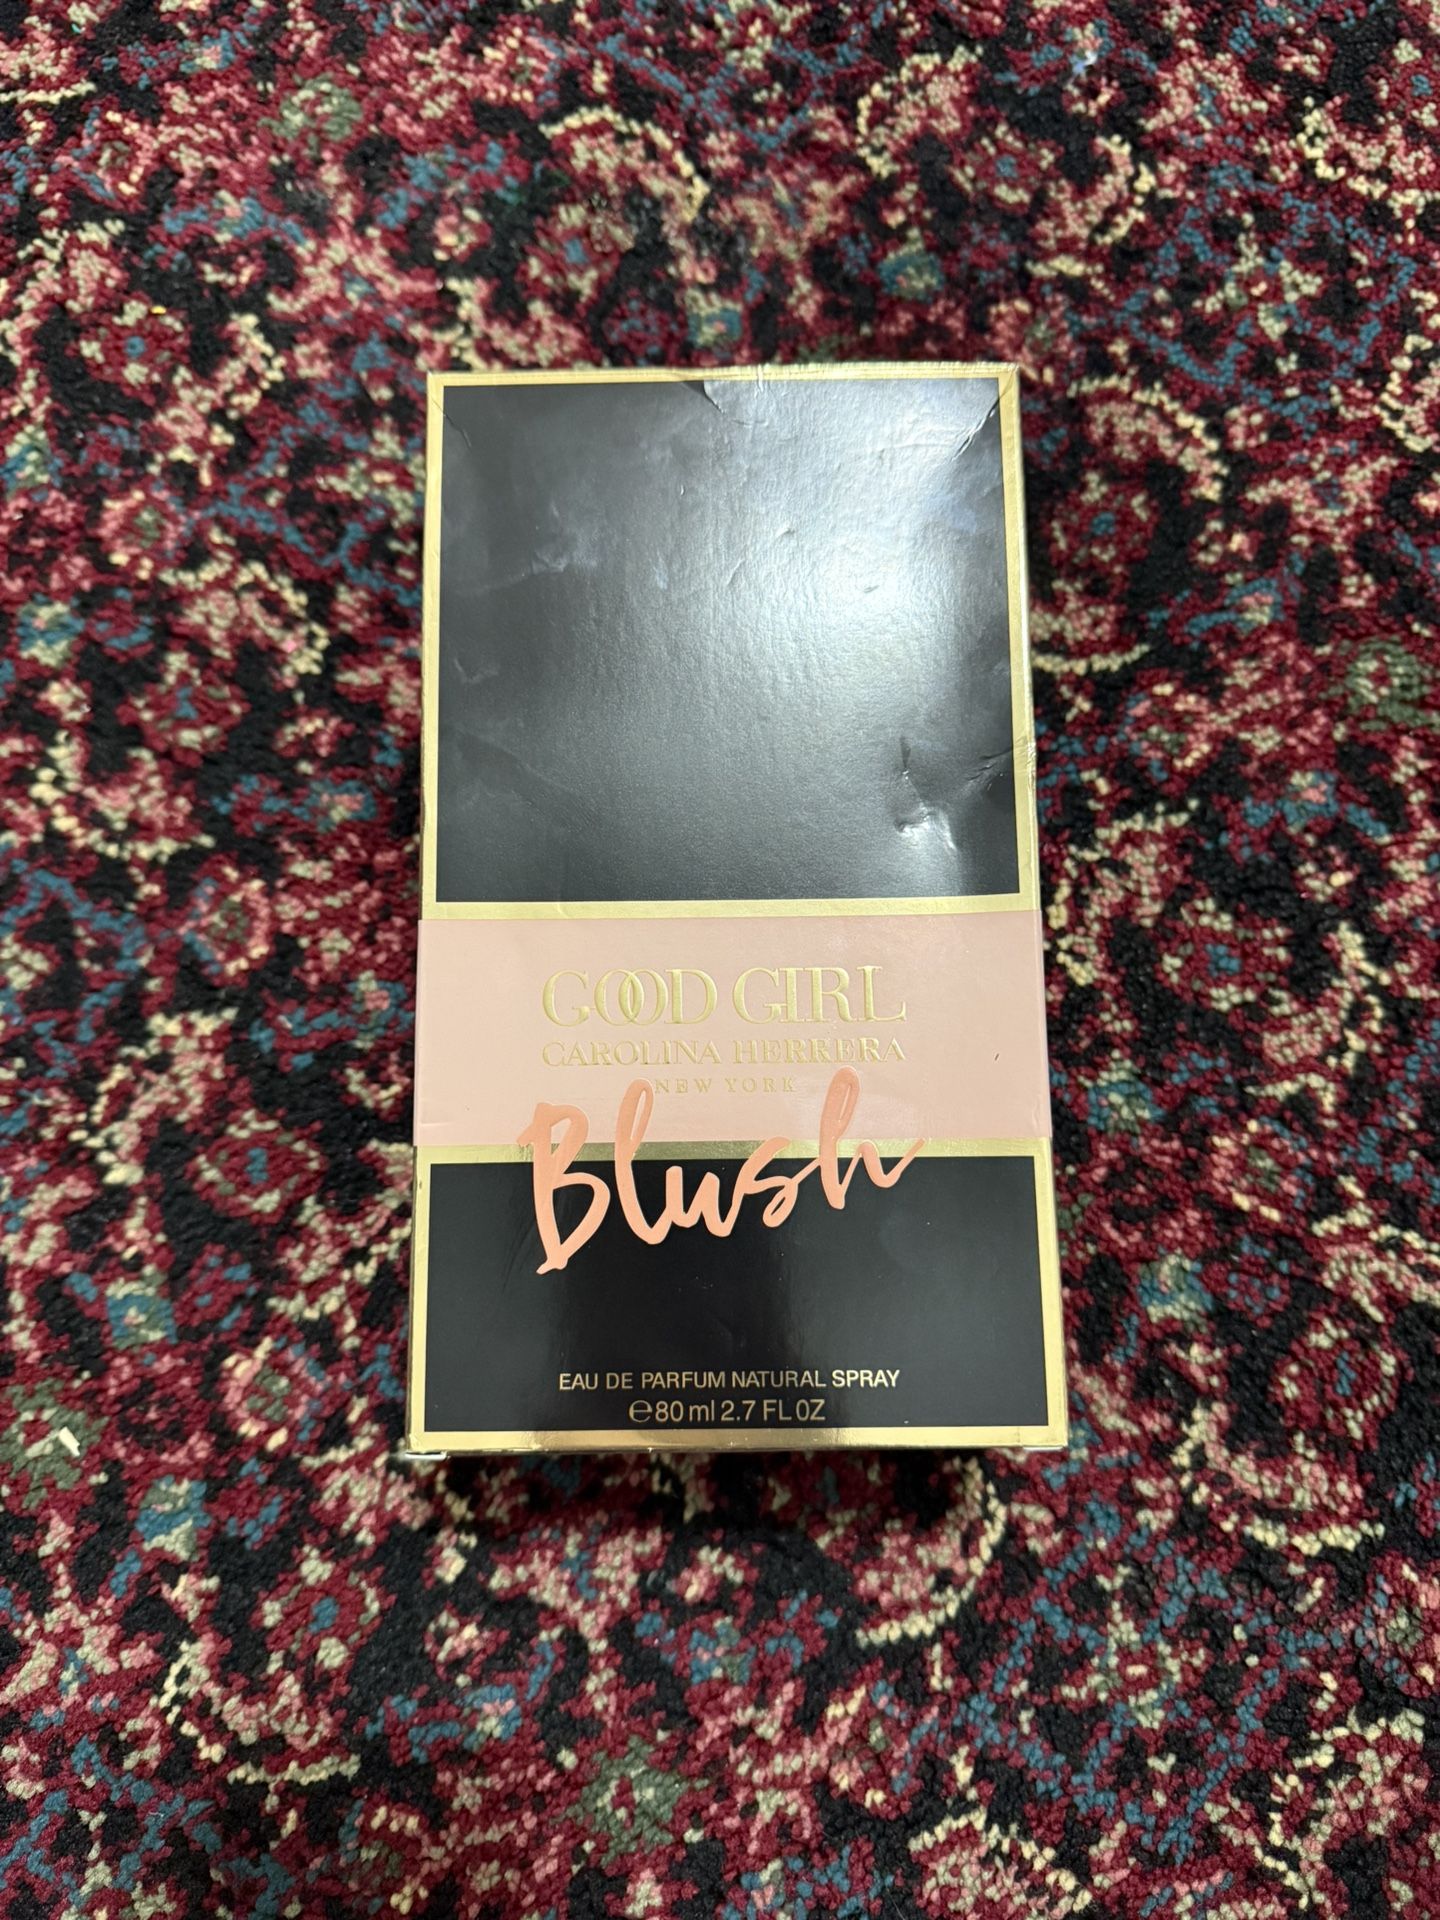 GOOD GIRL
CAROLINA HERRERA
NEW YORK
Blush
EAU DE PARFUM NATURAL SPRAY
℮80 ml 2.7 FL OZ